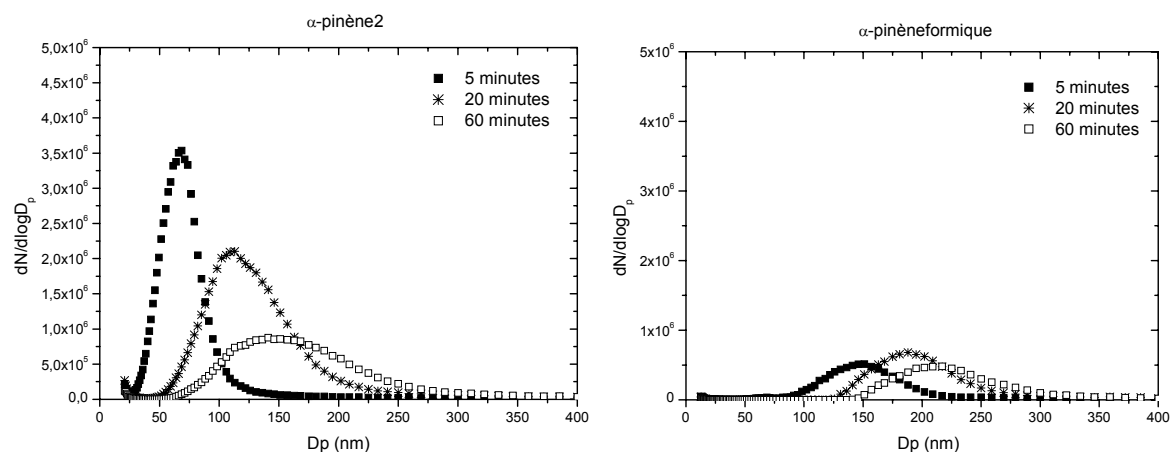 α-pinène2
5,0x10⁶
4,5x10⁶
4,0x10⁶
3,5x10⁶
3,0x10⁶
2,5x10⁶
2,0x10⁶
1,5x10⁶
1,0x10⁶
5,0x10⁵
0,0
dN/dlogDₚ
5 minutes
20 minutes
60 minutes
0 50 100 150 200 250 300 350 400
Dp (nm)
α-pinèneformique
5x10⁶
4x10⁶
3x10⁶
2x10⁶
1x10⁶
0
dN/dlogDₚ
5 minutes
20 minutes
60 minutes
0 50 100 150 200 250 300 350 400
Dp (nm)